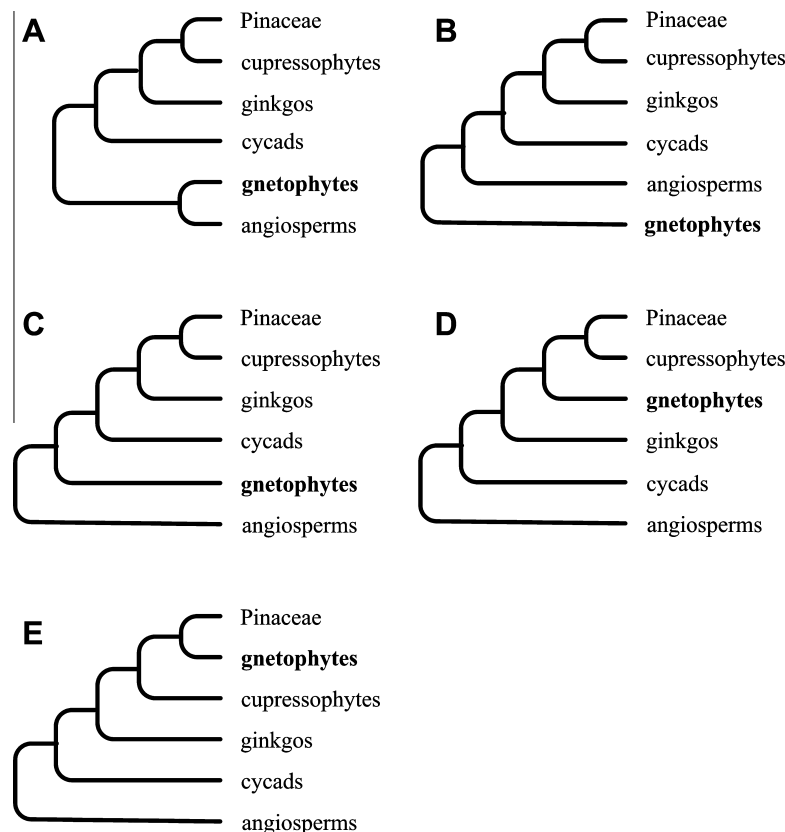 A
Pinaceae
cupressophytes
ginkgos
cycads
gnetophytes
angiosperms
B
Pinaceae
cupressophytes
ginkgos
cycads
angiosperms
gnetophytes
C
Pinaceae
cupressophytes
ginkgos
cycads
gnetophytes
angiosperms
D
Pinaceae
cupressophytes
gnetophytes
ginkgos
cycads
angiosperms
E
Pinaceae
gnetophytes
cupressophytes
ginkgos
cycads
angiosperms